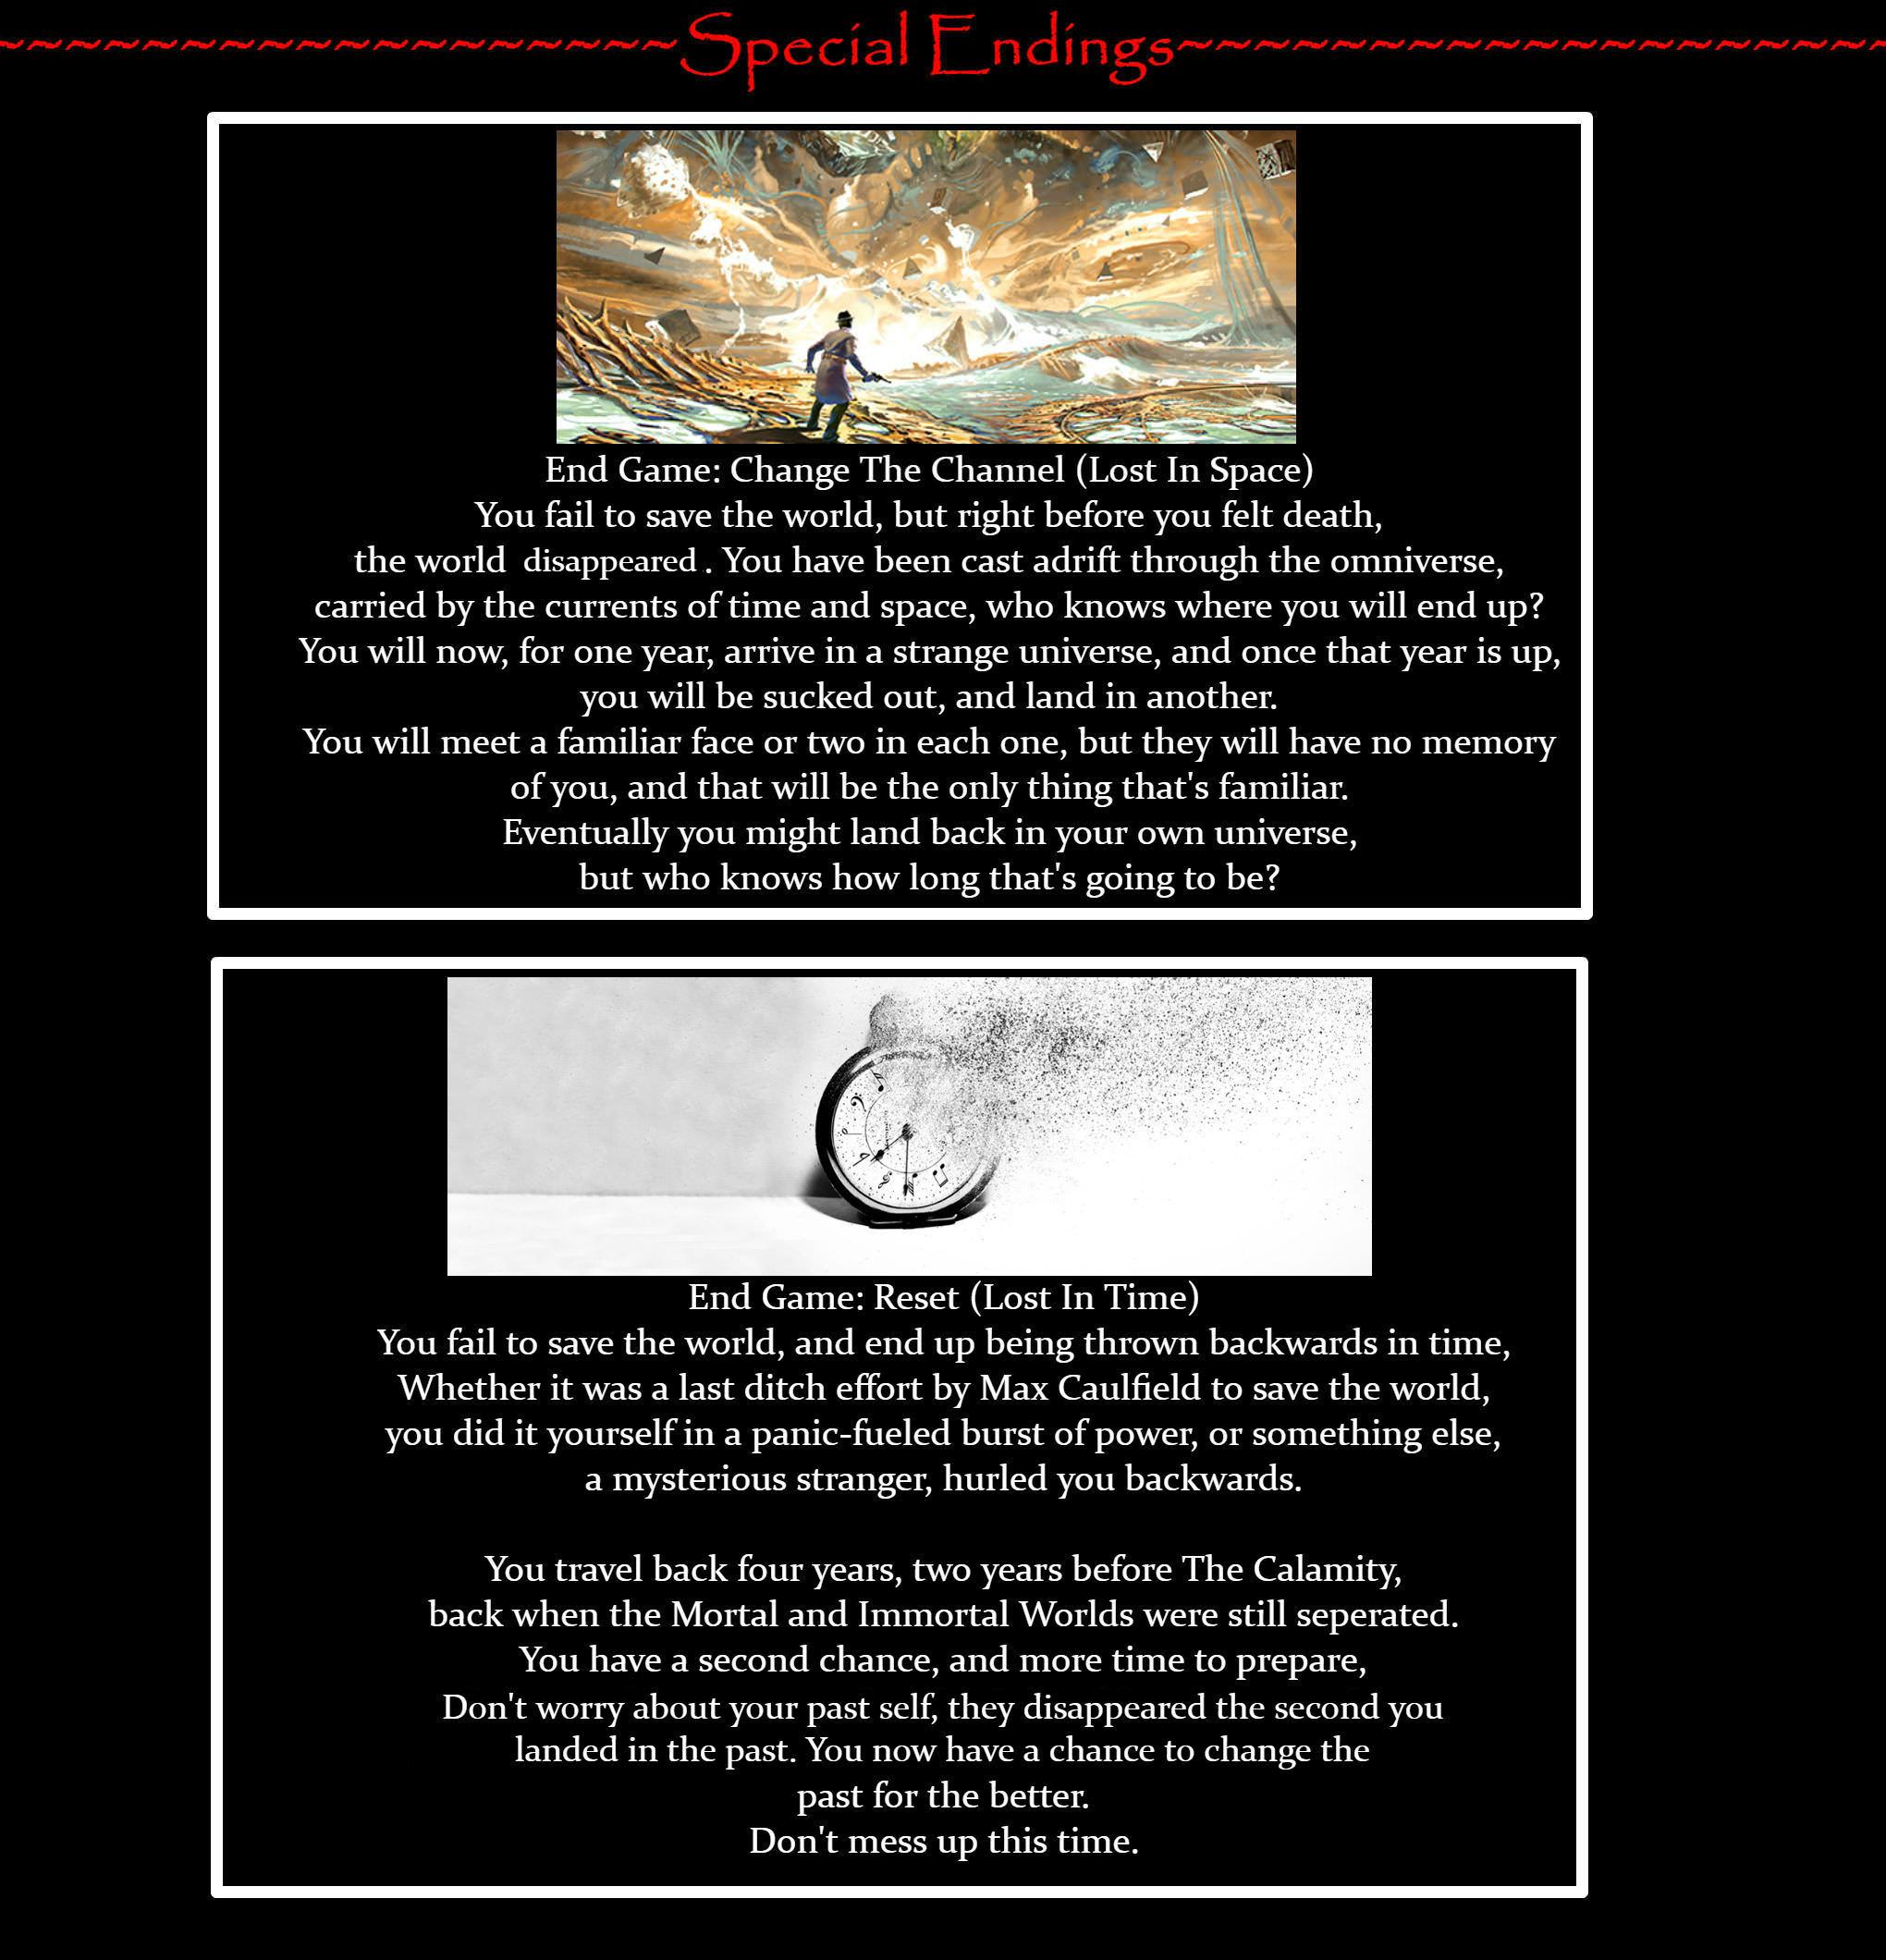 ~~~~~~~~~~~~~~~~~~Special Endings~~~~~~~~~~~~~~~~~~~
End Game: Change The Channel (Lost In Space)
You fail to save the world, but right before you felt death,
the world disappeared. You have been cast adrift through the omniverse,
carried by the currents of time and space, who knows where you will end up?
You will now, for one year, arrive in a strange universe, and once that year is up,
you will be sucked out, and land in another.
You will meet a familiar face or two in each one, but they will have no memory
of you, and that will be the only thing that's familiar.
Eventually you might land back in your own universe,
but who knows how long that's going to be?
End Game: Reset (Lost In Time)
You fail to save the world, and end up being thrown backwards in time,
Whether it was a last ditch effort by Max Caulfield to save the world,
you did it yourself in a panic-fueled burst of power, or something else,
a mysterious stranger, hurled you backwards.
You travel back four years, two years before The Calamity,
back when the Mortal and Immortal Worlds were still seperated.
You have a second chance, and more time to prepare,
Don't worry about your past self, they disappeared the second you
landed in the past. You now have a chance to change the
past for the better.
Don't mess up this time.